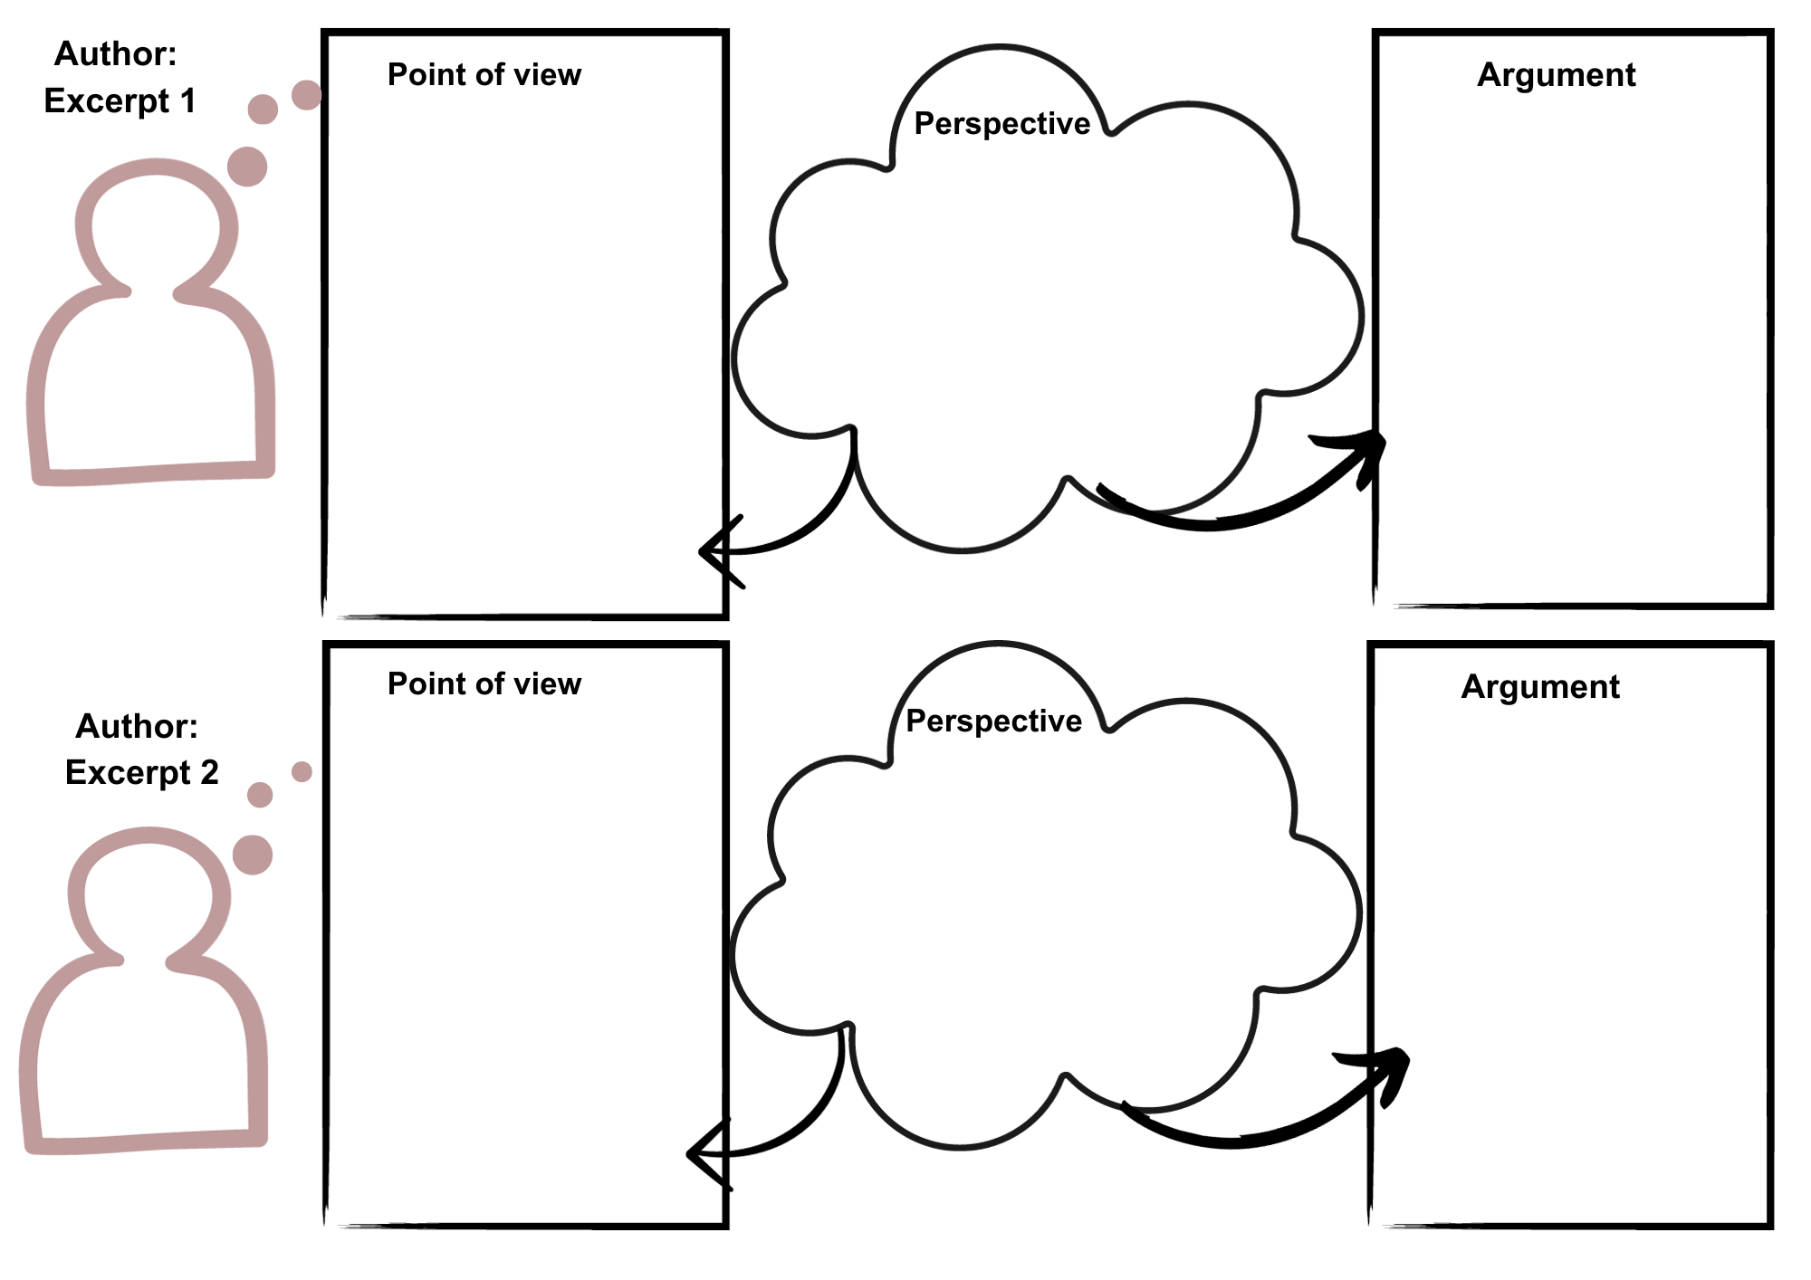 Author:
Excerpt 1
Point of view
Perspective
Argument
Author:
Excerpt 2
Point of view
Perspective
Argument